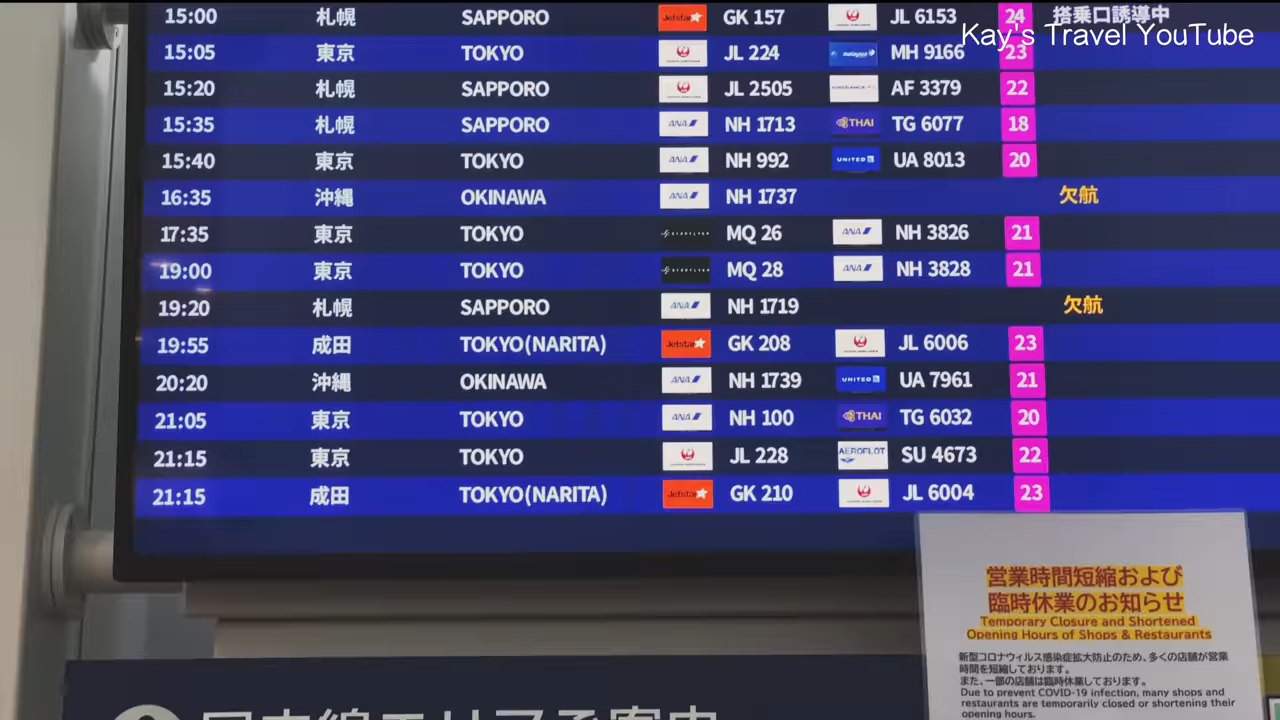 15:00 札幌 SAPPORO Jetstar GK 157 JL 6153 24 搭乗口誘導中
Kay's Travel YouTube
15:05 東京 TOKYO JL 224 malaysia MH 9166 23
15:20 札幌 SAPPORO JL 2505 AIRFRANCE AF 3379 22
15:35 札幌 SAPPORO ANA NH 1713 THAI TG 6077 18
15:40 東京 TOKYO ANA NH 992 UNITED UA 8013 20
16:35 沖縄 OKINAWA ANA NH 1737 欠航
17:35 東京 TOKYO STARFLYER MQ 26 ANA NH 3826 21
19:00 東京 TOKYO STARFLYER MQ 28 ANA NH 3828 21
19:20 札幌 SAPPORO ANA NH 1719 欠航
19:55 成田 TOKYO(NARITA) Jetstar GK 208 JL 6006 23
20:20 沖縄 OKINAWA ANA NH 1739 UNITED UA 7961 21
21:05 東京 TOKYO ANA NH 100 THAI TG 6032 20
21:15 東京 TOKYO JL 228 AEROFLOT SU 4673 22
21:15 成田 TOKYO(NARITA) Jetstar GK 210 JL 6004 23
営業時間短縮および
臨時休業のお知らせ
Temporary Closure and Shortened
Opening Hours of Shops & Restaurants
新型コロナウィルス感染症拡大防止のため、多くの店舗が営業
時間を短縮しております。
また、一部の店舗は臨時休業しております。
Due to prevent COVID-19 infection, many shops and
restaurants are temporarily closed or shortening their
opening hours.